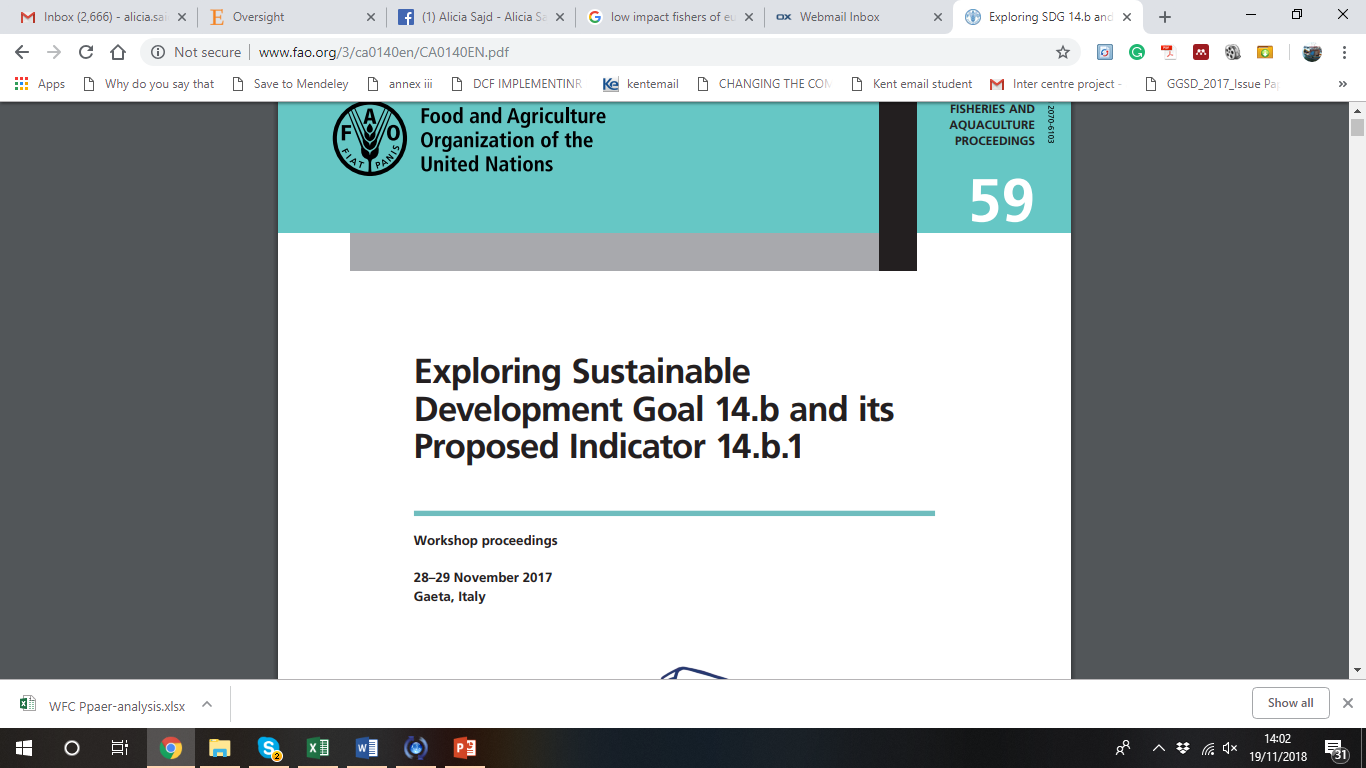 Inbox (2,666) - alicia.sai
Oversight
(1) Alicia Sajd - Alicia Sa
low impact fishers of eu
Webmail Inbox
Exploring SDG 14.b and
Not secure
www.fao.org/3/ca0140en/CA0140EN.pdf
Apps
Why do you say that
Save to Mendeley
annex iii
DCF IMPLEMENTINR
kentemail
CHANGING THE COM
Kent email student
Inter centre project -
GGSD_2017_Issue Pap
F A O
FIAT PANIS
Food and Agriculture
Organization of the
United Nations
FISHERIES AND
AQUACULTURE
PROCEEDINGS
2070-6103
59
Exploring Sustainable
Development Goal 14.b and its
Proposed Indicator 14.b.1
Workshop proceedings
28–29 November 2017
Gaeta, Italy
WFC Ppaer-analysis.xlsx
Show all
14:02
19/11/2018
31